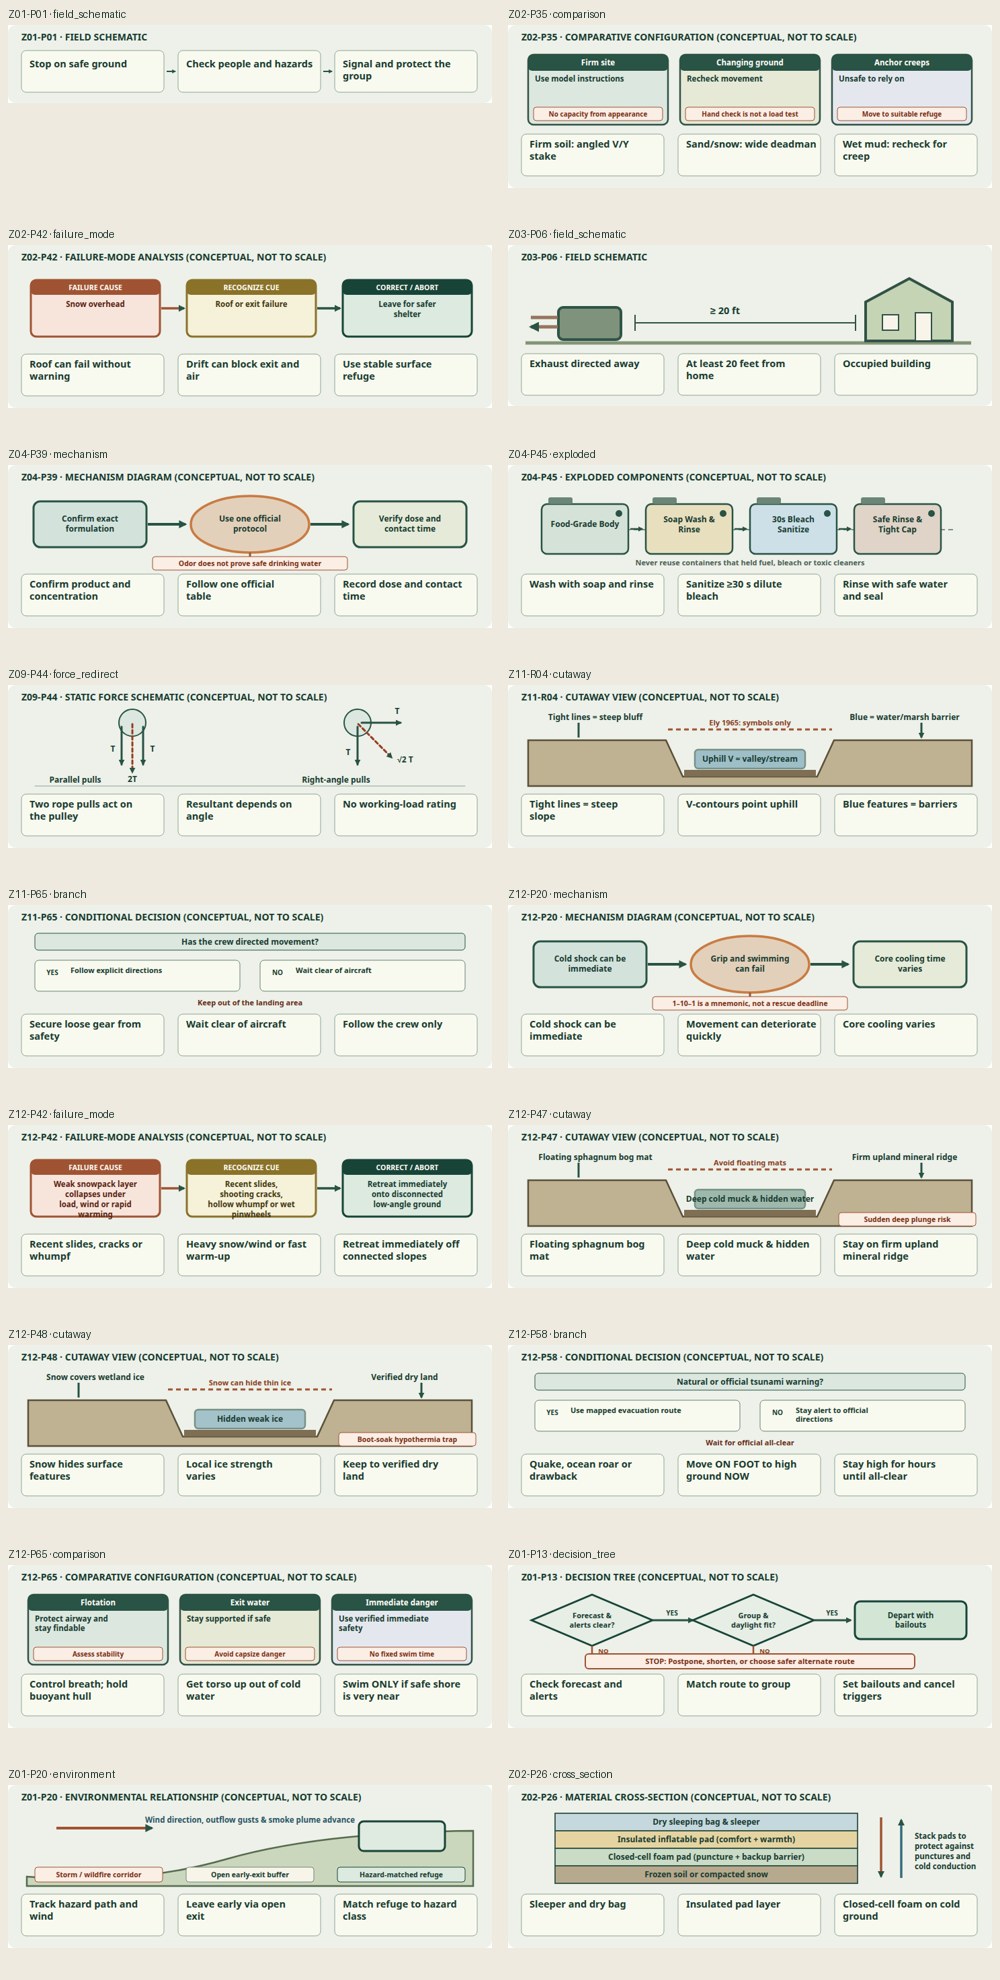 Z01-P01 · field_schematic
Z01-P01 · FIELD SCHEMATIC
Stop on safe ground
Check people and hazards
Signal and protect the
group
Z02-P35 · comparison
Z02-P35 · COMPARATIVE CONFIGURATION (CONCEPTUAL, NOT TO SCALE)
Firm site
Use model instructions
No capacity from appearance
Changing ground
Recheck movement
Hand check is not a load test
Anchor creeps
Unsafe to rely on
Move to suitable refuge
Firm soil: angled V/Y
stake
Sand/snow: wide deadman
Wet mud: recheck for
creep
Z02-P42 · failure_mode
Z02-P42 · FAILURE-MODE ANALYSIS (CONCEPTUAL, NOT TO SCALE)
FAILURE CAUSE
Snow overhead
RECOGNIZE CUE
Roof or exit failure
CORRECT / ABORT
Leave for safer
shelter
Roof can fail without
warning
Drift can block exit and
air
Use stable surface
refuge
Z03-P06 · field_schematic
Z03-P06 · FIELD SCHEMATIC
≥ 20 ft
Exhaust directed away
At least 20 feet from
home
Occupied building
Z04-P39 · mechanism
Z04-P39 · MECHANISM DIAGRAM (CONCEPTUAL, NOT TO SCALE)
Confirm exact
formulation
Use one official
protocol
Verify dose and
contact time
Odor does not prove safe drinking water
Confirm product and
concentration
Follow one official
table
Record dose and contact
time
Z04-P45 · exploded
Z04-P45 · EXPLODED COMPONENTS (CONCEPTUAL, NOT TO SCALE)
Food-Grade Body
Soap Wash &
Rinse
30s Bleach
Sanitize
Safe Rinse &
Tight Cap
Never reuse containers that held fuel, bleach or toxic cleaners
Wash with soap and rinse
Sanitize ≥30 s dilute
bleach
Rinse with safe water
and seal
Z09-P44 · force_redirect
Z09-P44 · STATIC FORCE SCHEMATIC (CONCEPTUAL, NOT TO SCALE)
T
T
2T
Parallel pulls
T
T
√2 T
Right-angle pulls
Two rope pulls act on
the pulley
Resultant depends on
angle
No working-load rating
Z11-R04 · cutaway
Z11-R04 · CUTAWAY VIEW (CONCEPTUAL, NOT TO SCALE)
Tight lines = steep bluff
Ely 1965: symbols only
Blue = water/marsh barrier
Uphill V = valley/stream
Tight lines = steep
slope
V-contours point uphill
Blue features = barriers
Z11-P65 · branch
Z11-P65 · CONDITIONAL DECISION (CONCEPTUAL, NOT TO SCALE)
Has the crew directed movement?
YES Follow explicit directions
NO Wait clear of aircraft
Keep out of the landing area
Secure loose gear from
safety
Wait clear of aircraft
Follow the crew only
Z12-P20 · mechanism
Z12-P20 · MECHANISM DIAGRAM (CONCEPTUAL, NOT TO SCALE)
Cold shock can be
immediate
Grip and swimming
can fail
Core cooling time
varies
1–10–1 is a mnemonic, not a rescue deadline
Cold shock can be
immediate
Movement can deteriorate
quickly
Core cooling varies
Z12-P42 · failure_mode
Z12-P42 · FAILURE-MODE ANALYSIS (CONCEPTUAL, NOT TO SCALE)
FAILURE CAUSE
Weak snowpack layer
collapses under
load, wind or rapid
warming
RECOGNIZE CUE
Recent slides,
shooting cracks,
hollow whumpf or wet
pinwheels
CORRECT / ABORT
Retreat immediately
onto disconnected
low-angle ground
Recent slides, cracks or
whumpf
Heavy snow/wind or fast
warm-up
Retreat immediately off
connected slopes
Z12-P47 · cutaway
Z12-P47 · CUTAWAY VIEW (CONCEPTUAL, NOT TO SCALE)
Floating sphagnum bog mat
Avoid floating mats
Firm upland mineral ridge
Deep cold muck & hidden water
Sudden deep plunge risk
Floating sphagnum bog
mat
Deep cold muck & hidden
water
Stay on firm upland
mineral ridge
Z12-P48 · cutaway
Z12-P48 · CUTAWAY VIEW (CONCEPTUAL, NOT TO SCALE)
Snow covers wetland ice
Snow can hide thin ice
Verified dry land
Hidden weak ice
Boot-soak hypothermia trap
Snow hides surface
features
Local ice strength
varies
Keep to verified dry
land
Z12-P58 · branch
Z12-P58 · CONDITIONAL DECISION (CONCEPTUAL, NOT TO SCALE)
Natural or official tsunami warning?
YES Use mapped evacuation route
NO Stay alert to official
directions
Wait for official all-clear
Quake, ocean roar or
drawback
Move ON FOOT to high
ground NOW
Stay high for hours
until all-clear
Z12-P65 · comparison
Z12-P65 · COMPARATIVE CONFIGURATION (CONCEPTUAL, NOT TO SCALE)
Flotation
Protect airway and
stay findable
Assess stability
Exit water
Stay supported if safe
Avoid capsize danger
Immediate danger
Use verified immediate
safety
No fixed swim time
Control breath; hold
buoyant hull
Get torso up out of cold
water
Swim ONLY if safe shore
is very near
Z01-P13 · decision_tree
Z01-P13 · DECISION TREE (CONCEPTUAL, NOT TO SCALE)
Forecast &
alerts clear?
YES
Group &
daylight fit?
YES
Depart with
bailouts
NO
NO
STOP: Postpone, shorten, or choose safer alternate route
Check forecast and
alerts
Match route to group
Set bailouts and cancel
triggers
Z01-P20 · environment
Z01-P20 · ENVIRONMENTAL RELATIONSHIP (CONCEPTUAL, NOT TO SCALE)
Wind direction, outflow gusts & smoke plume advance
Storm / wildfire corridor
Open early-exit buffer
Hazard-matched refuge
Track hazard path and
wind
Leave early via open
exit
Match refuge to hazard
class
Z02-P26 · cross_section
Z02-P26 · MATERIAL CROSS-SECTION (CONCEPTUAL, NOT TO SCALE)
Dry sleeping bag & sleeper
Insulated inflatable pad (comfort + warmth)
Closed-cell foam pad (puncture + backup barrier)
Frozen soil or compacted snow
Stack pads to
protect against
punctures and
cold conduction
Sleeper and dry bag
Insulated pad layer
Closed-cell foam on cold
ground